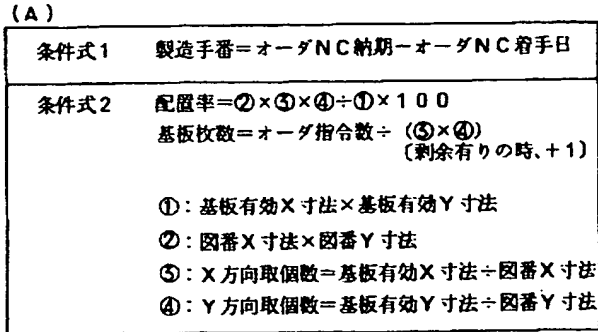 (A)
条件式1 製造手番=オーダNC納期−オーダNC着手日
条件式2 配置率=②×③×④÷①×100
基板枚数=オーダ指令数÷(③×④)
〔剰余有りの時、+1〕
①:基板有効X寸法×基板有効Y寸法
②:図番X寸法×図番Y寸法
③:X方向取個数=基板有効X寸法÷図番X寸法
④:Y方向取個数=基板有効Y寸法÷図番Y寸法